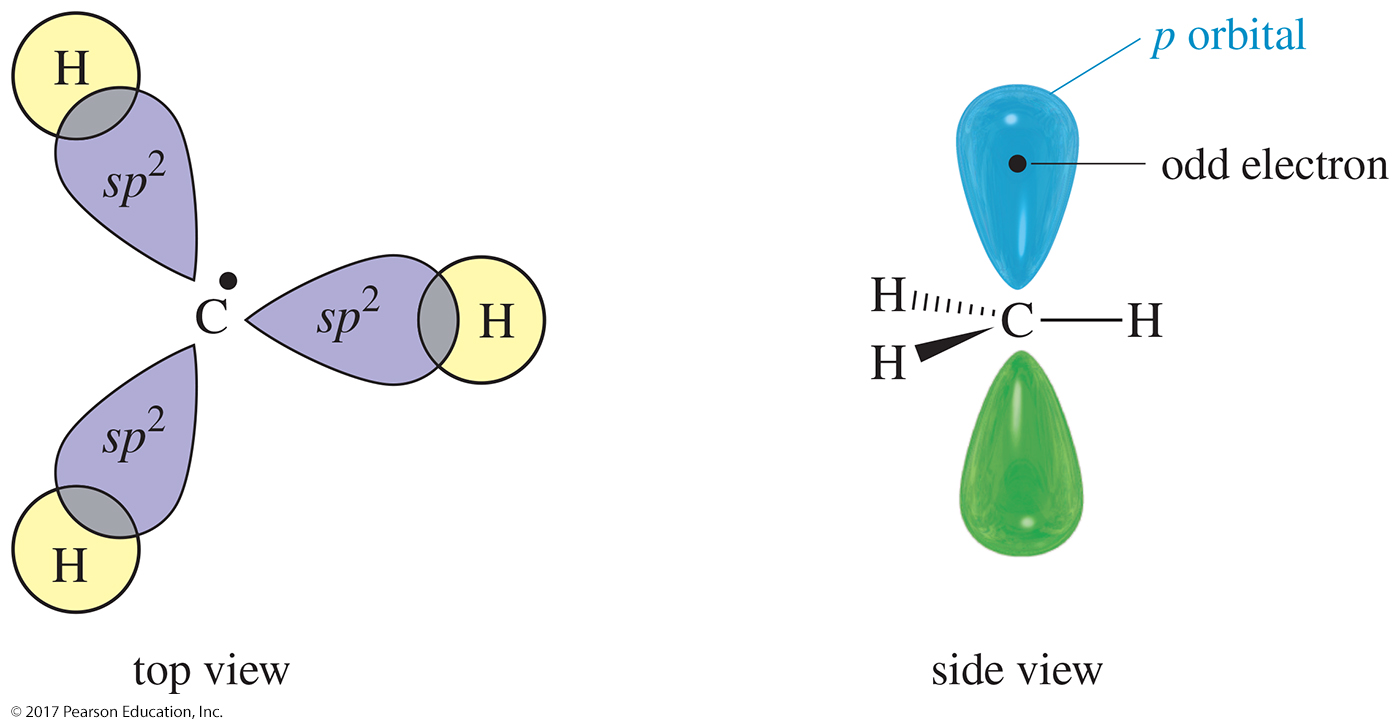 H
sp²
C
sp²
H
sp²
H
top view
p orbital
odd electron
H
C
H
H
side view
© 2017 Pearson Education, Inc.